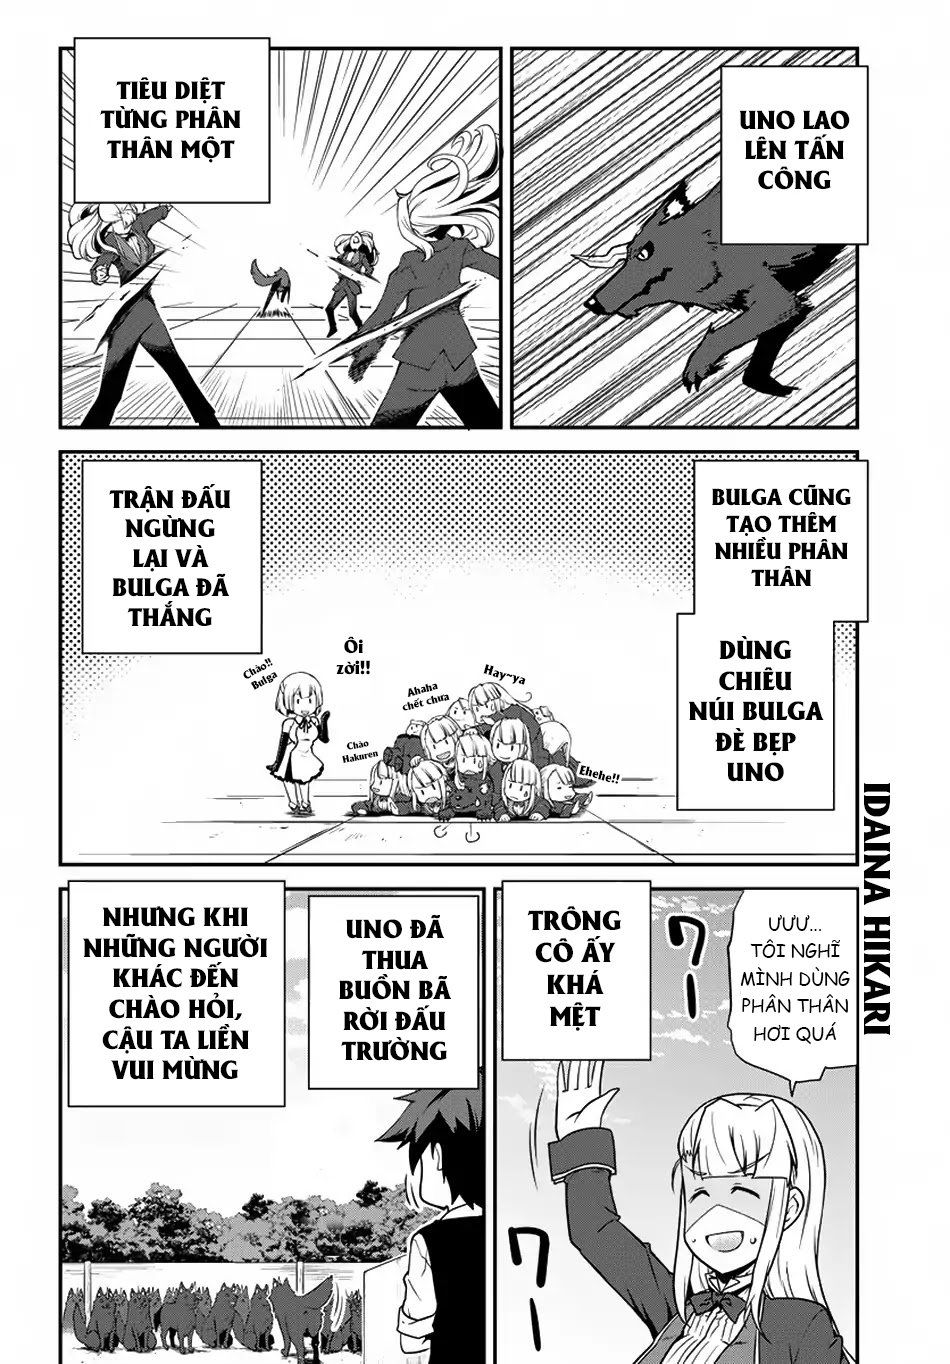 UNO LAO
LÊN TẤN
CÔNG
TIÊU DIỆT
TỪNG PHÂN
THÂN MỘT
BULGA CŨNG
TẠO THÊM
NHIỀU PHÂN
THÂN
DÙNG
CHIÊU
NÚI BULGA
ĐÈ BẸP
UNO
TRẬN ĐẤU
NGỪNG
LẠI VÀ
BULGA ĐÃ
THẮNG
Hay~ya
Ahaha
chết chưa
Ehehe!!
Ôi
zời!!
Chào
Hakuren
Chào!!
Bulga
IDAINA HIKARI
ƯƯƯ...
TÔI NGHĨ
MÌNH DÙNG
PHÂN THÂN
HƠI QUÁ
TRÔNG
CÔ ẤY
KHÁ
MỆT
ワー
ワー
UNO ĐÃ
THUA
BUỒN BÃ
RỜI ĐẤU
TRƯỜNG
NHƯNG KHI
NHỮNG NGƯỜI
KHÁC ĐẾN
CHÀO HỎI,
CẬU TA LIỀN
VUI MỪNG